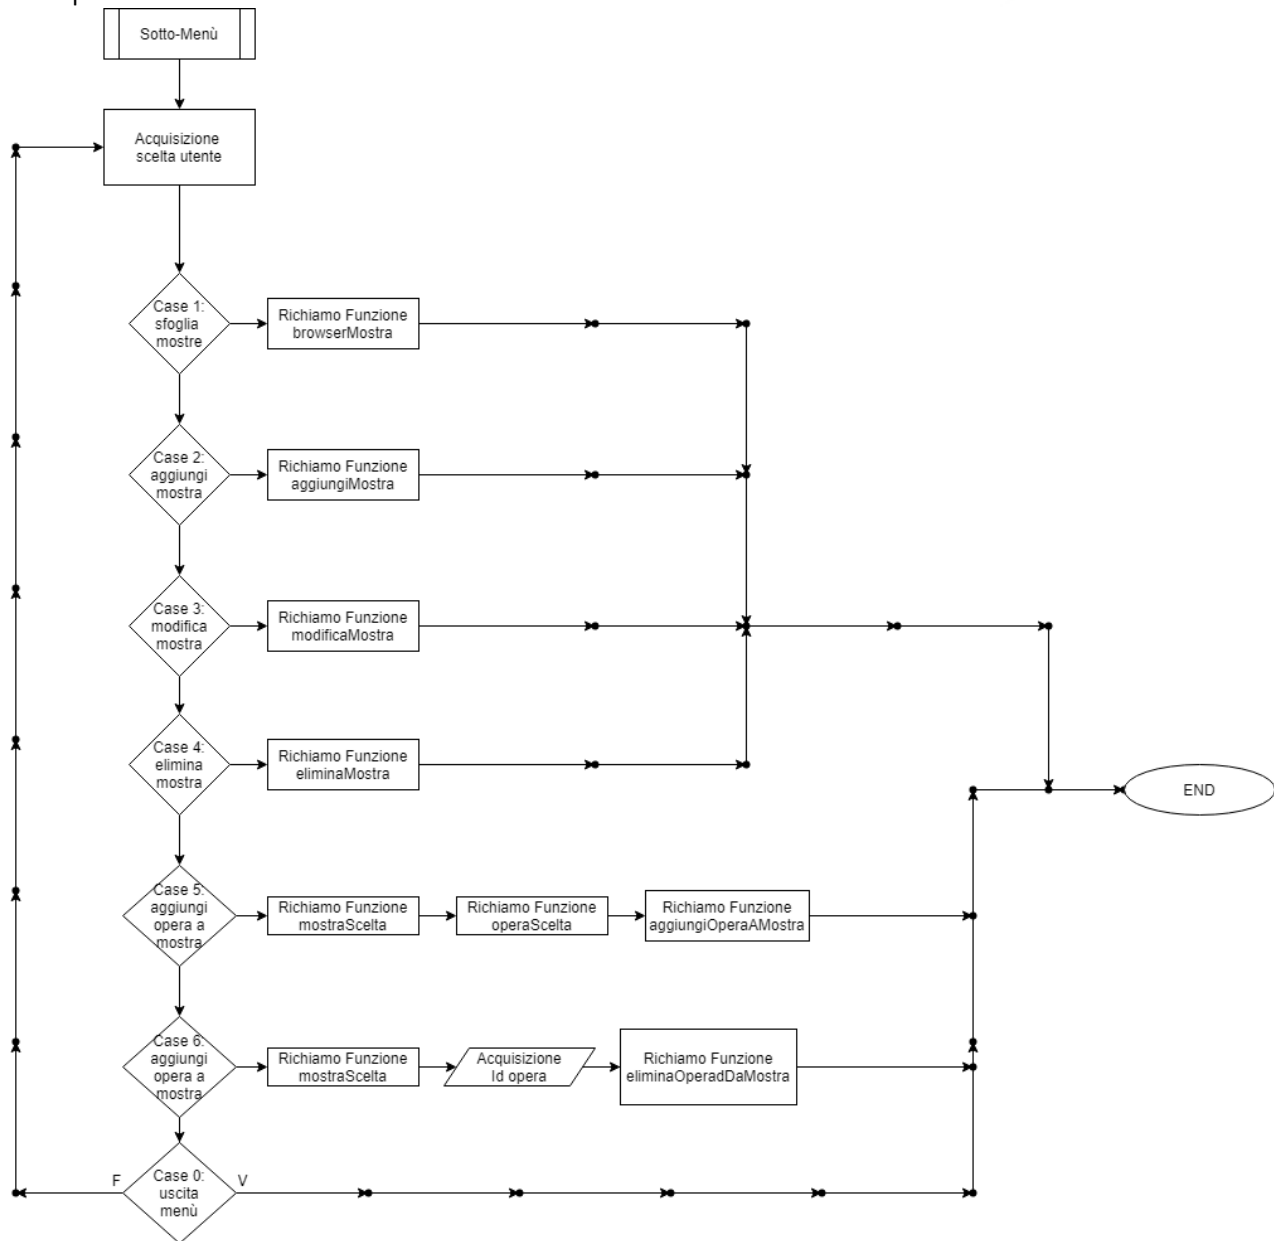 Sotto-Menù
Acquisizione
scelta utente
Case 1:
sfoglia
mostre
Richiamo Funzione
browserMostra
Case 2:
aggiungi
mostra
Richiamo Funzione
aggiungiMostra
Case 3:
modifica
mostra
Richiamo Funzione
modificaMostra
Case 4:
elimina
mostra
Richiamo Funzione
eliminaMostra
END
Case 5:
aggiungi
opera a
mostra
Richiamo Funzione
mostraScelta
Richiamo Funzione
operaScelta
Richiamo Funzione
aggiungiOperaAMostra
Case 6:
aggiungi
opera a
mostra
Richiamo Funzione
mostraScelta
Acquisizione
Id opera
Richiamo Funzione
eliminaOperadDaMostra
F
Case 0:
uscita
menù
V